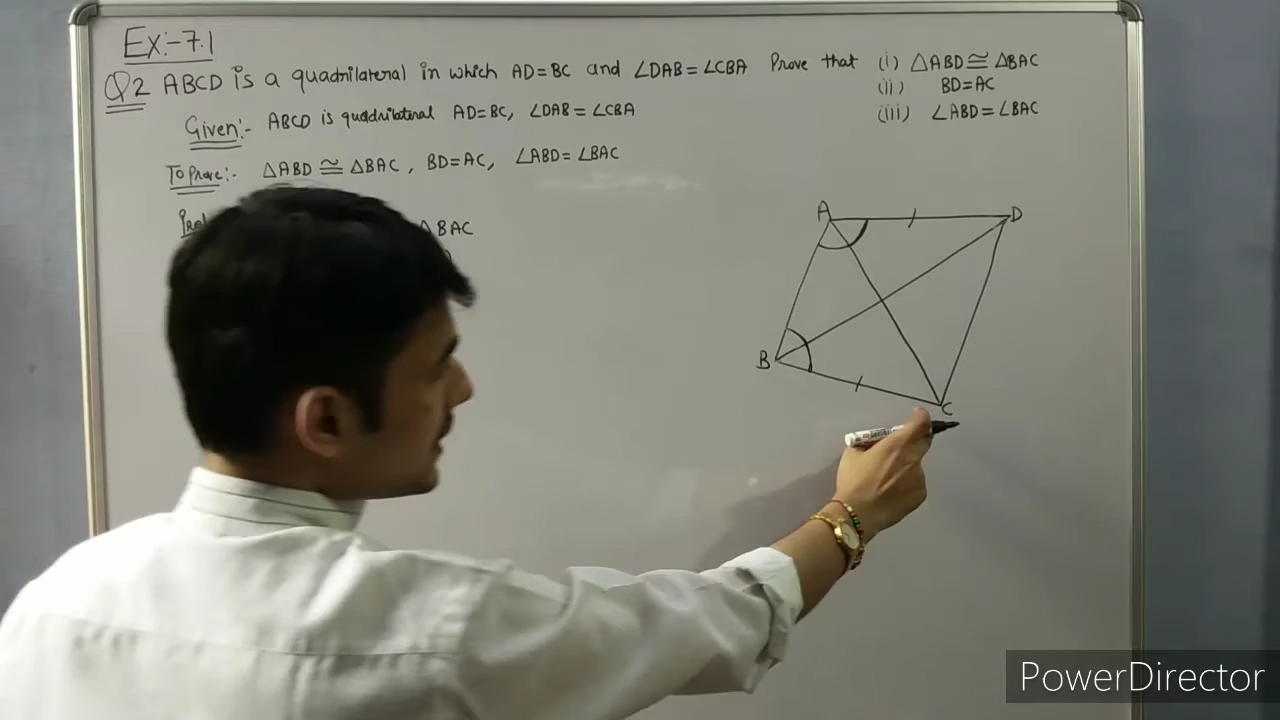 Ex:-7.1
Q2 ABCD is a quadrilateral in which AD=BC and ∠DAB=∠CBA Prove that (i) △ABD≅△BAC
(ii) BD=AC
(iii) ∠ABD=∠BAC
Given:- ABCD is quadrilateral AD=BC, ∠DAB=∠CBA
To Prove:- △ABD≅△BAC, BD=AC, ∠ABD=∠BAC
△BAC
A
D
B
C
PowerDirector